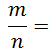 m/n =